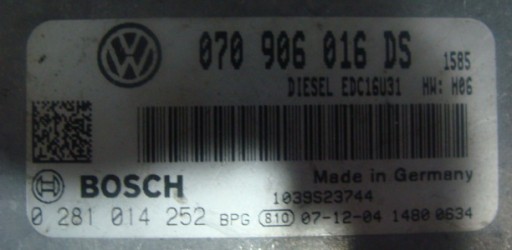 070 906 016 DS 1585
DIESEL EDC16U31 HW: H06
Made in Germany
BOSCH 1039S23744
0 281 014 252 BPG 810 07-12-04 1480 0634